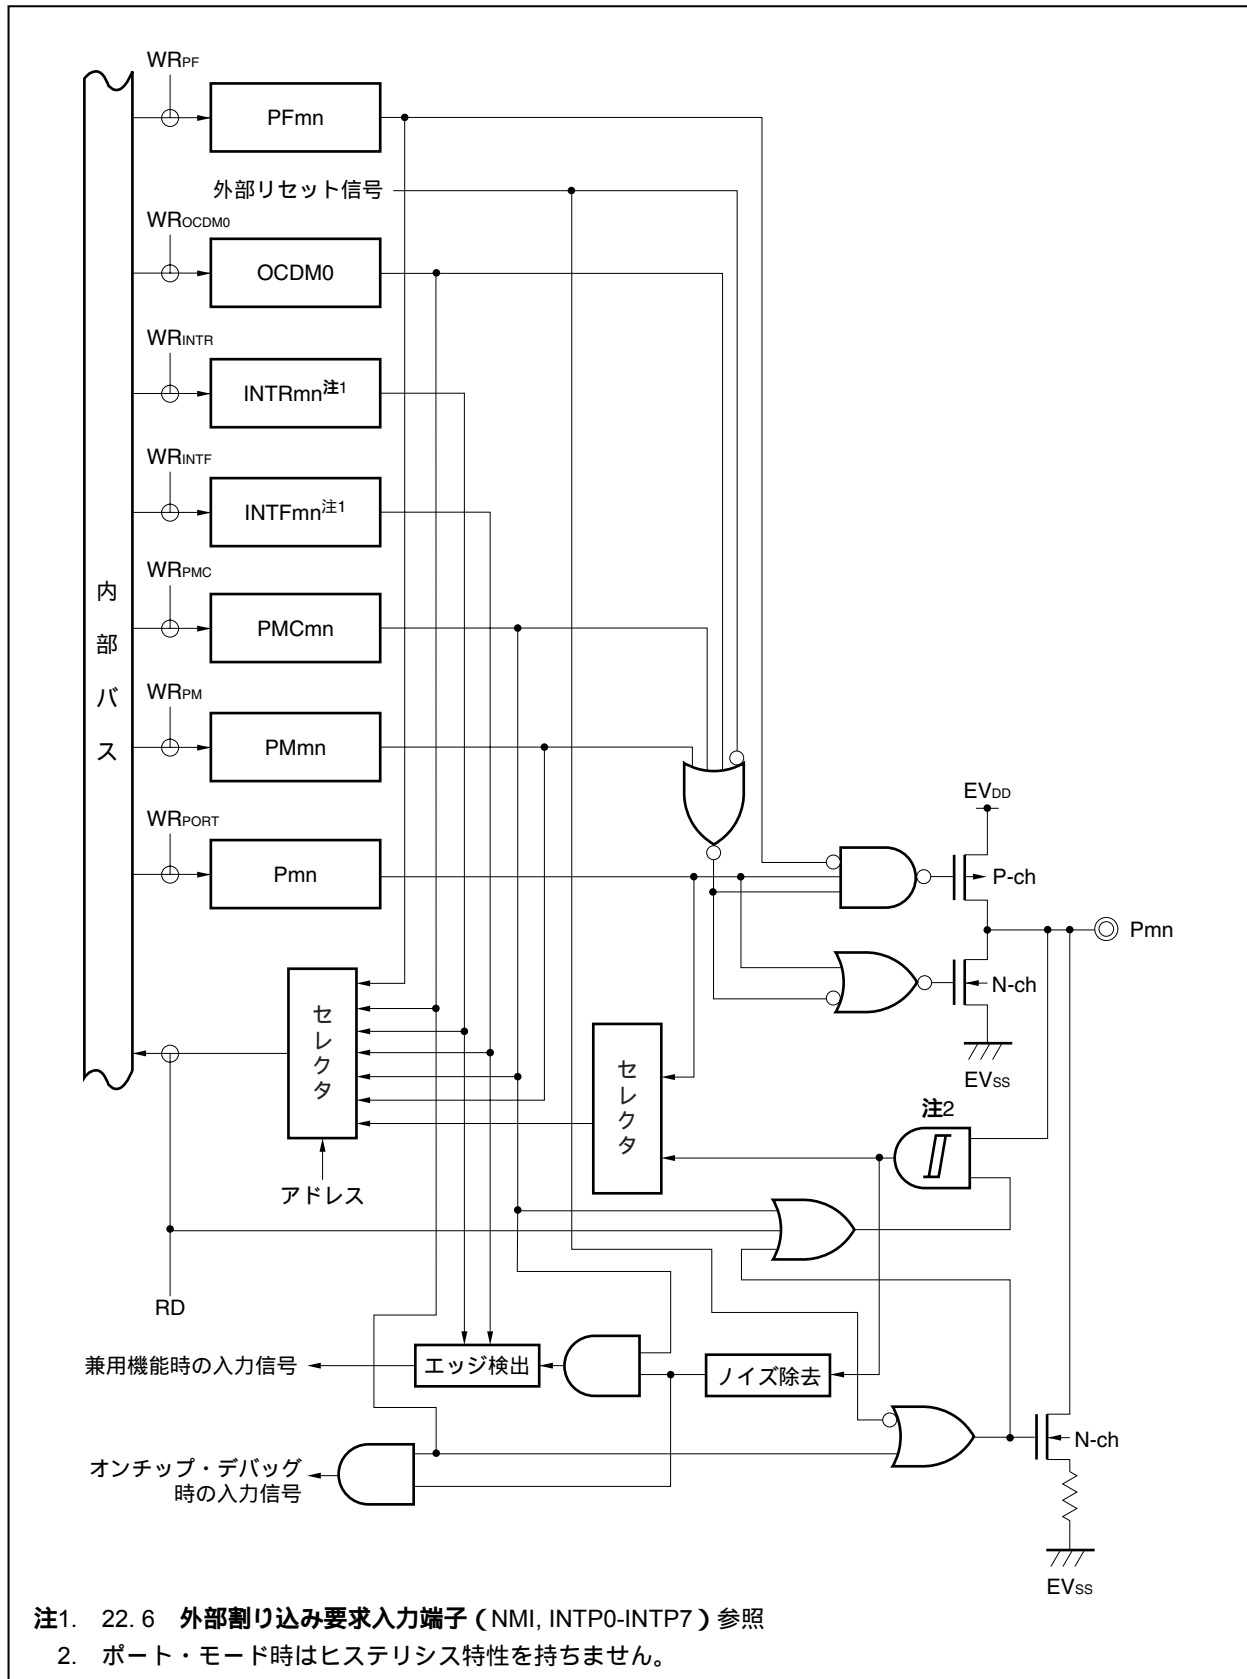 WRPF
PFmn
外部リセット信号
WROCDM0
OCDM0
WRINTR
INTRmn注1
WRINTF
INTFmn注1
WRPMC
PMCmn
内部バス
WRPM
PMmn
WRPORT
Pmn
EVDD
P-ch
Pmn
N-ch
EVSS
セレクタ
セレクタ
注2
アドレス
RD
兼用機能時の入力信号
エッジ検出
ノイズ除去
N-ch
オンチップ・デバッグ
時の入力信号
EVSS
注1. 22. 6 外部割り込み要求入力端子（NMI, INTP0-INTP7）参照
2. ポート・モード時はヒステリシス特性を持ちません。